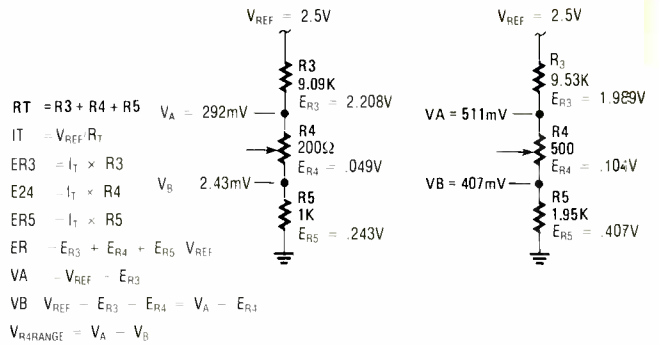 V_REF = 2.5V
R3
9.09K
E_R3 = 2.208V
V_A = 292mV
R4
200Ω
E_R4 = .049V
V_B 2.43mV
R5
1K
E_R5 = .243V
V_REF = 2.5V
R3
9.53K
E_R3 = 1.989V
VA = 511mV
R4
500
E_R4 = .104V
VB = 407mV
R5
1.95K
E_R5 = .407V
RT = R3 + R4 + R5
IT = V_REF/R_T
ER3 = I_T × R3
E24 = I_T × R4
ER5 = I_T × R5
ER = E_R3 + E_R4 + E_R5 V_REF
VA = V_REF − E_R3
VB V_REF − E_R3 − E_R4 = V_A − E_R4
V_R4RANGE = V_A − V_B